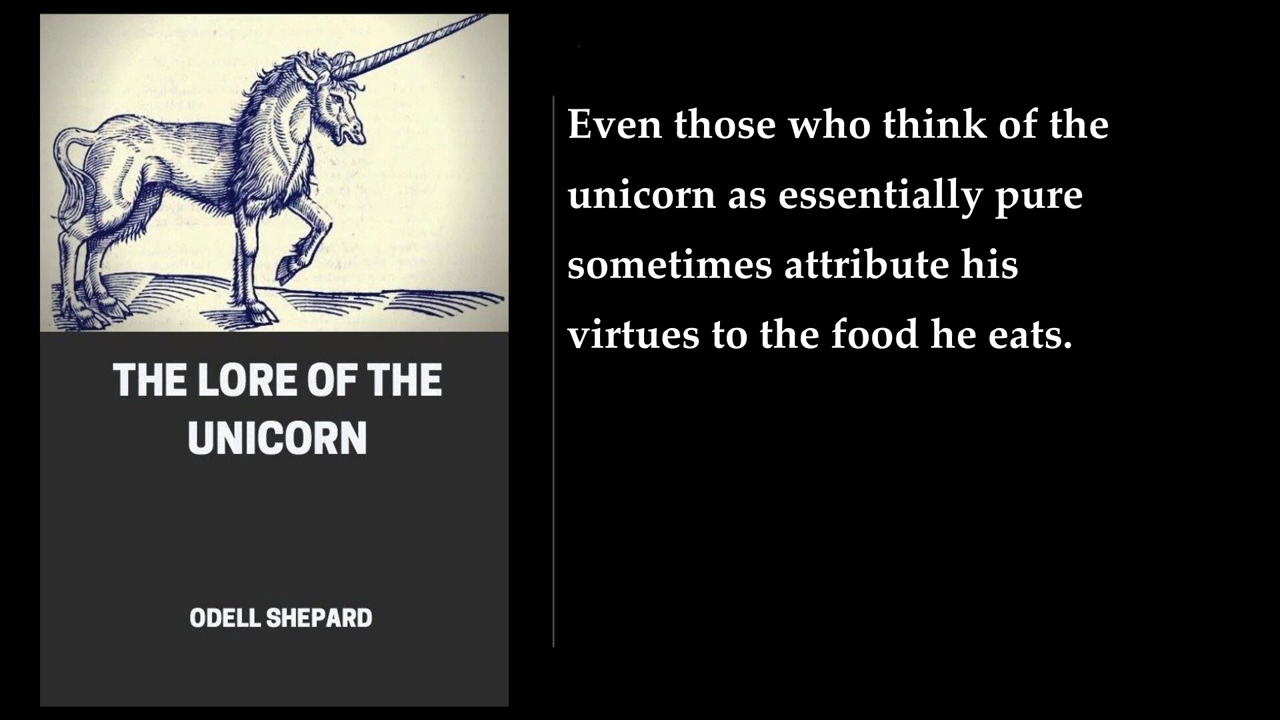 THE LORE OF THE
UNICORN
ODELL SHEPARD
Even those who think of the
unicorn as essentially pure
sometimes attribute his
virtues to the food he eats.